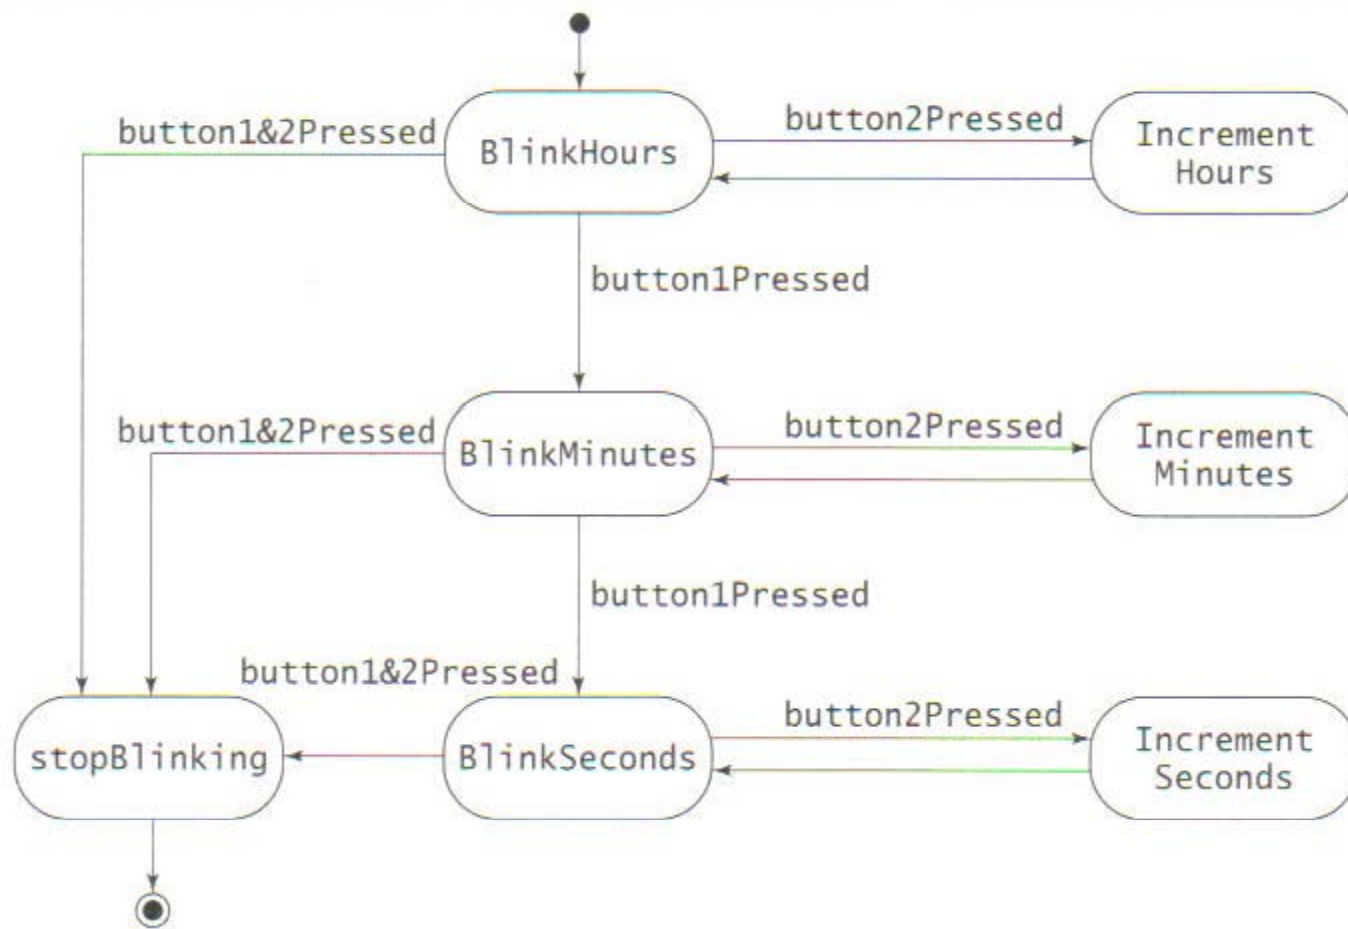 button1&2Pressed
BlinkHours
button2Pressed
Increment
Hours
button1Pressed
button1&2Pressed
BlinkMinutes
button2Pressed
Increment
Minutes
button1Pressed
button1&2Pressed
stopBlinking
BlinkSeconds
button2Pressed
Increment
Seconds